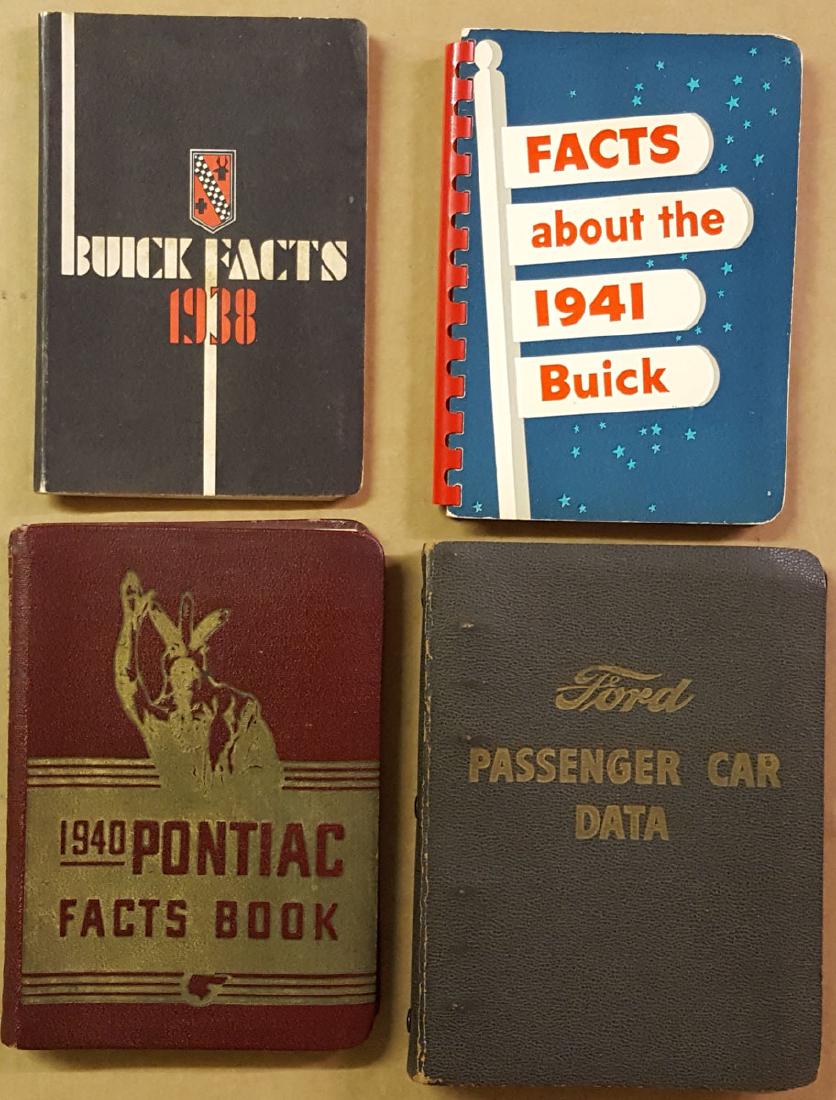 BUICK FACTS
1938
FACTS
about the
1941
Buick
1940 PONTIAC
FACTS BOOK
Ford
PASSENGER CAR
DATA